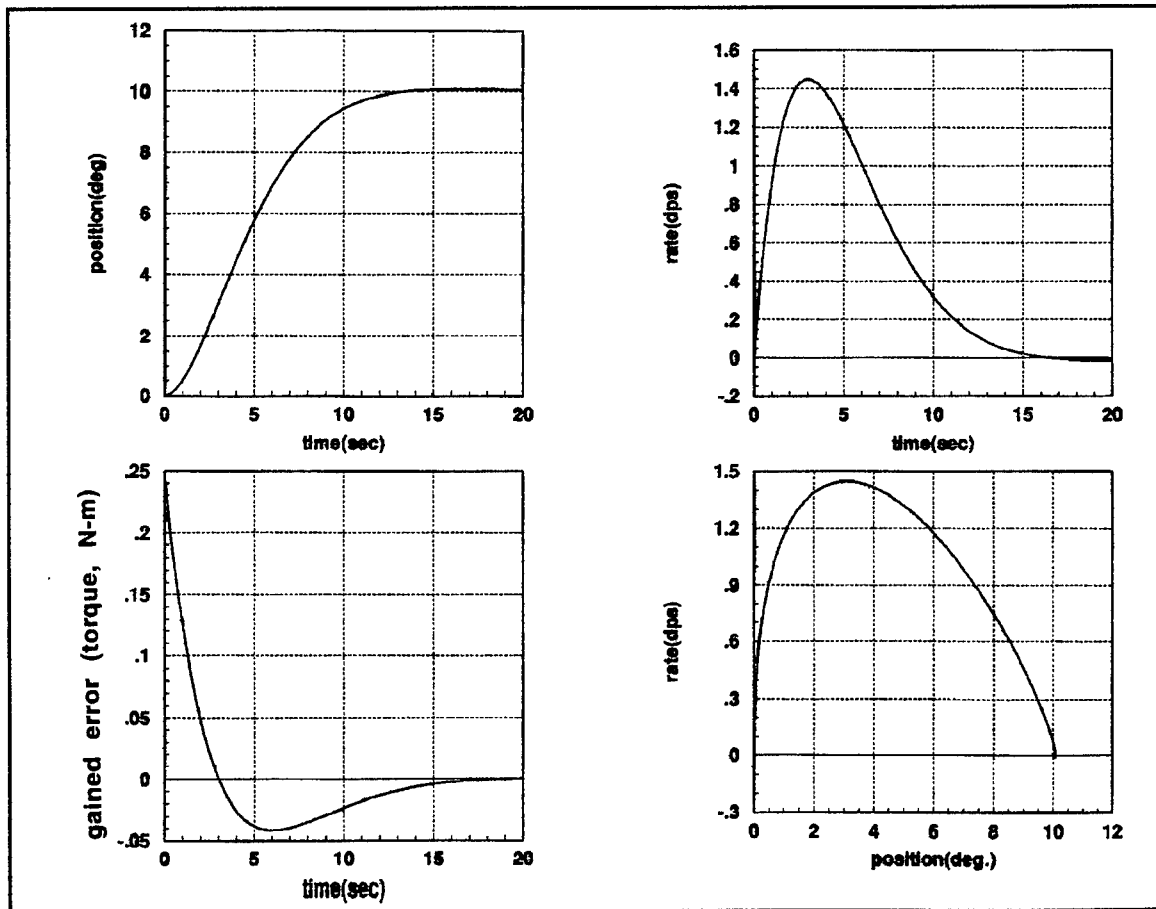 12
10
8
6
4
2
0
position(deg)
0 5 10 15 20
time(sec)
1.6
1.4
1.2
1
.8
.6
.4
.2
0
-.2
rate(dps)
0 5 10 15 20
time(sec)
.25
.2
.15
.1
.05
0
-.05
gained error (torque, N-m)
0 5 10 15 20
time(sec)
1.5
1.2
.9
.6
.3
0
-.3
rate(dps)
0 2 4 6 8 10 12
position(deg.)